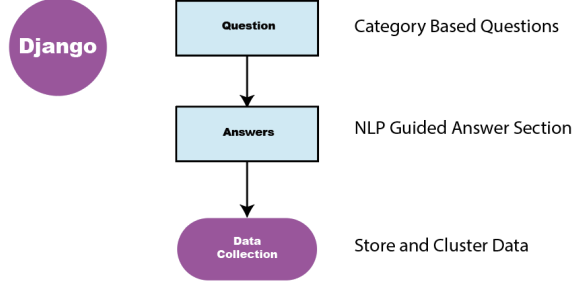 Django
Question
Category Based Questions
Answers
NLP Guided Answer Section
Data
Collection
Store and Cluster Data